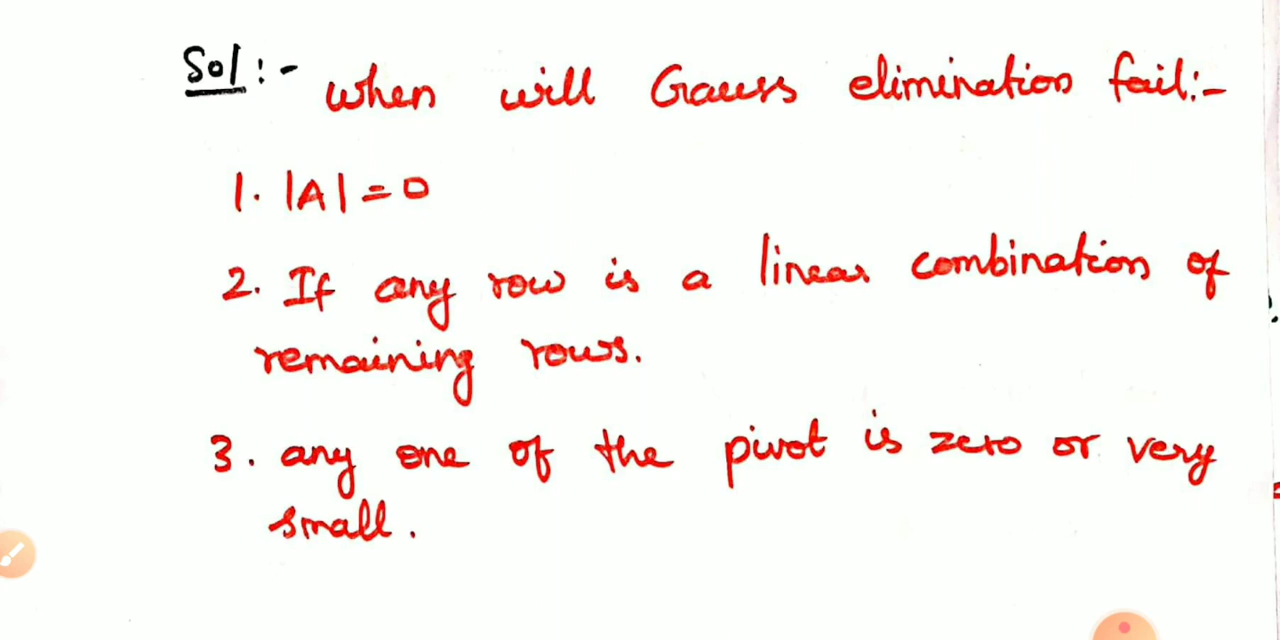 Sol :-
When will Gauss elimination fail:-
1. |A| = 0
2. If any row is a linear combination of
remaining rows.
3. any one of the pivot is zero or very
small.